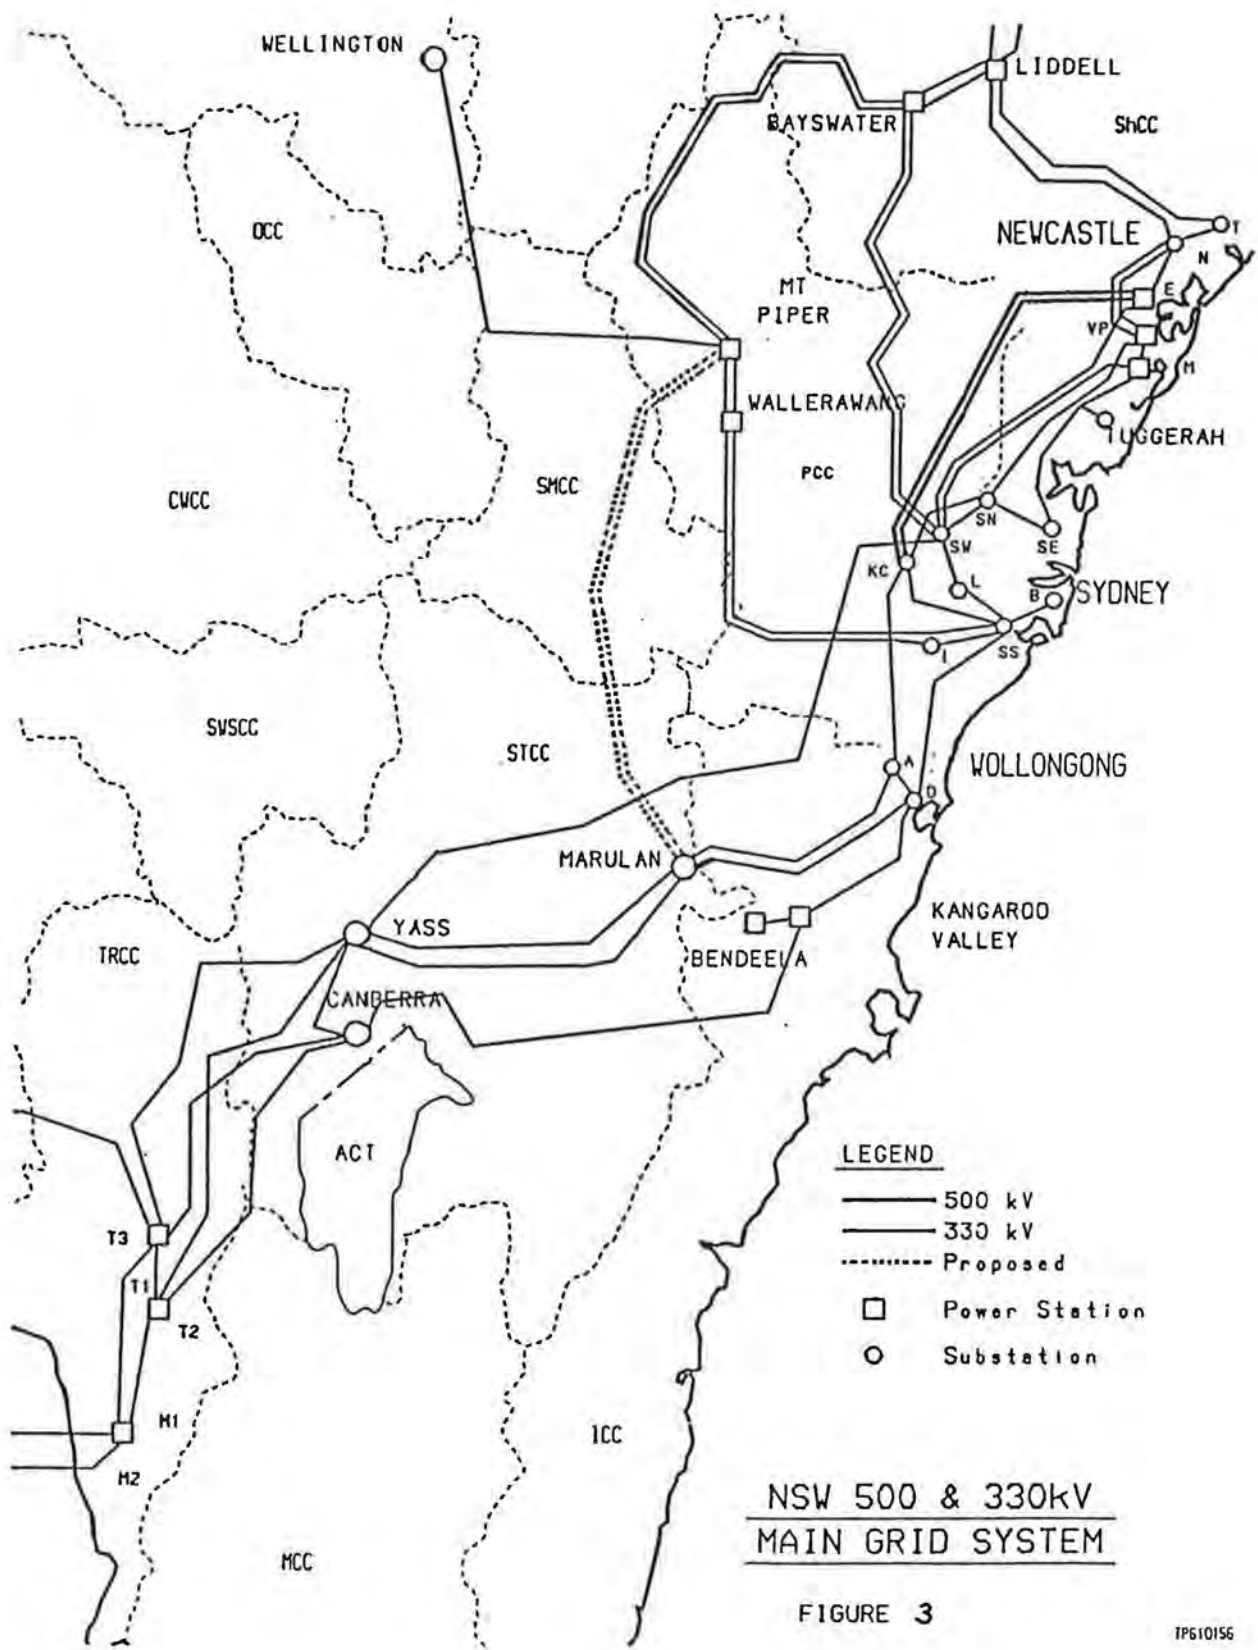 WELLINGTON
LIDDELL
BAYSWATER
ShCC
OCC
NEWCASTLE
T
N
MT
PIPER
E
VP
M
WALLERAWANG
TUGGERAH
PCC
SMCC
CWCC
SN
SW
SE
KC
L
B
SYDNEY
SS
I
SWSCC
STCC
A
WOLLONGONG
D
MARULAN
YASS
KANGAROO
VALLEY
TRCC
BENDEELA
CANBERRA
ACT
LEGEND
500 kV
330 kV
Proposed
Power Station
Substation
T3
T1
T2
M1
M2
ICC
MCC
NSW 500 & 330kV
MAIN GRID SYSTEM
FIGURE 3
TP610156